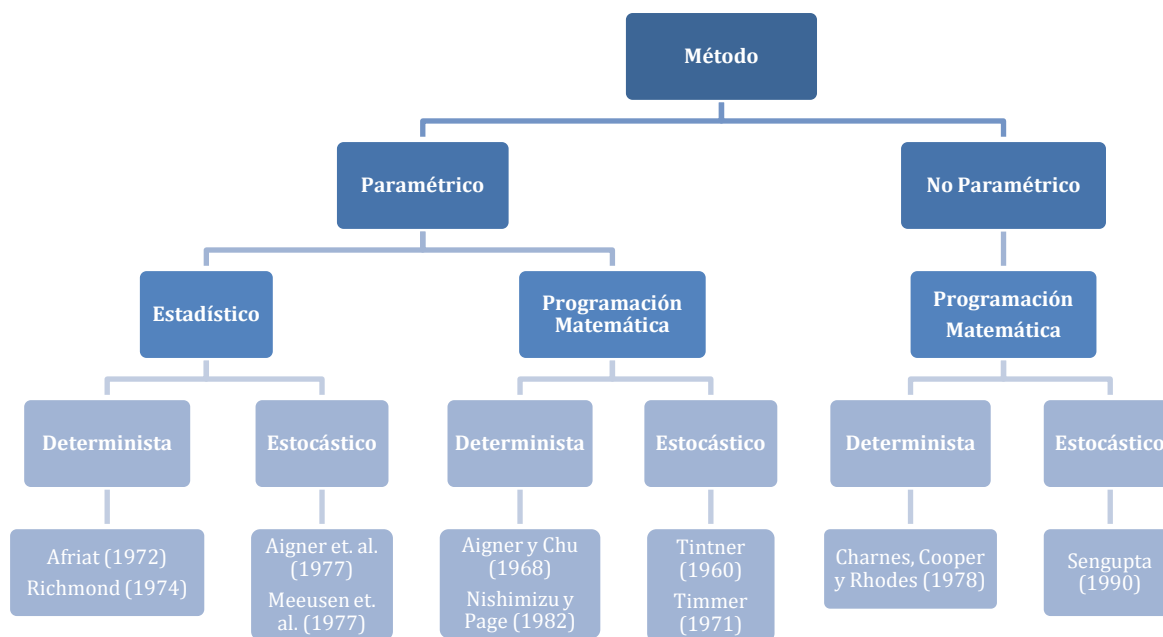 Método
Paramétrico
No Paramétrico
Estadístico
Programación
Matemática
Programación
Matemática
Determinista
Estocástico
Determinista
Estocástico
Determinista
Estocástico
Afriat (1972)
Richmond (1974)
Aigner et. al.
(1977)
Meeusen et.
al. (1977)
Aigner y Chu
(1968)
Nishimizu y
Page (1982)
Tintner
(1960)
Timmer
(1971)
Charnes, Cooper
y Rhodes (1978)
Sengupta
(1990)